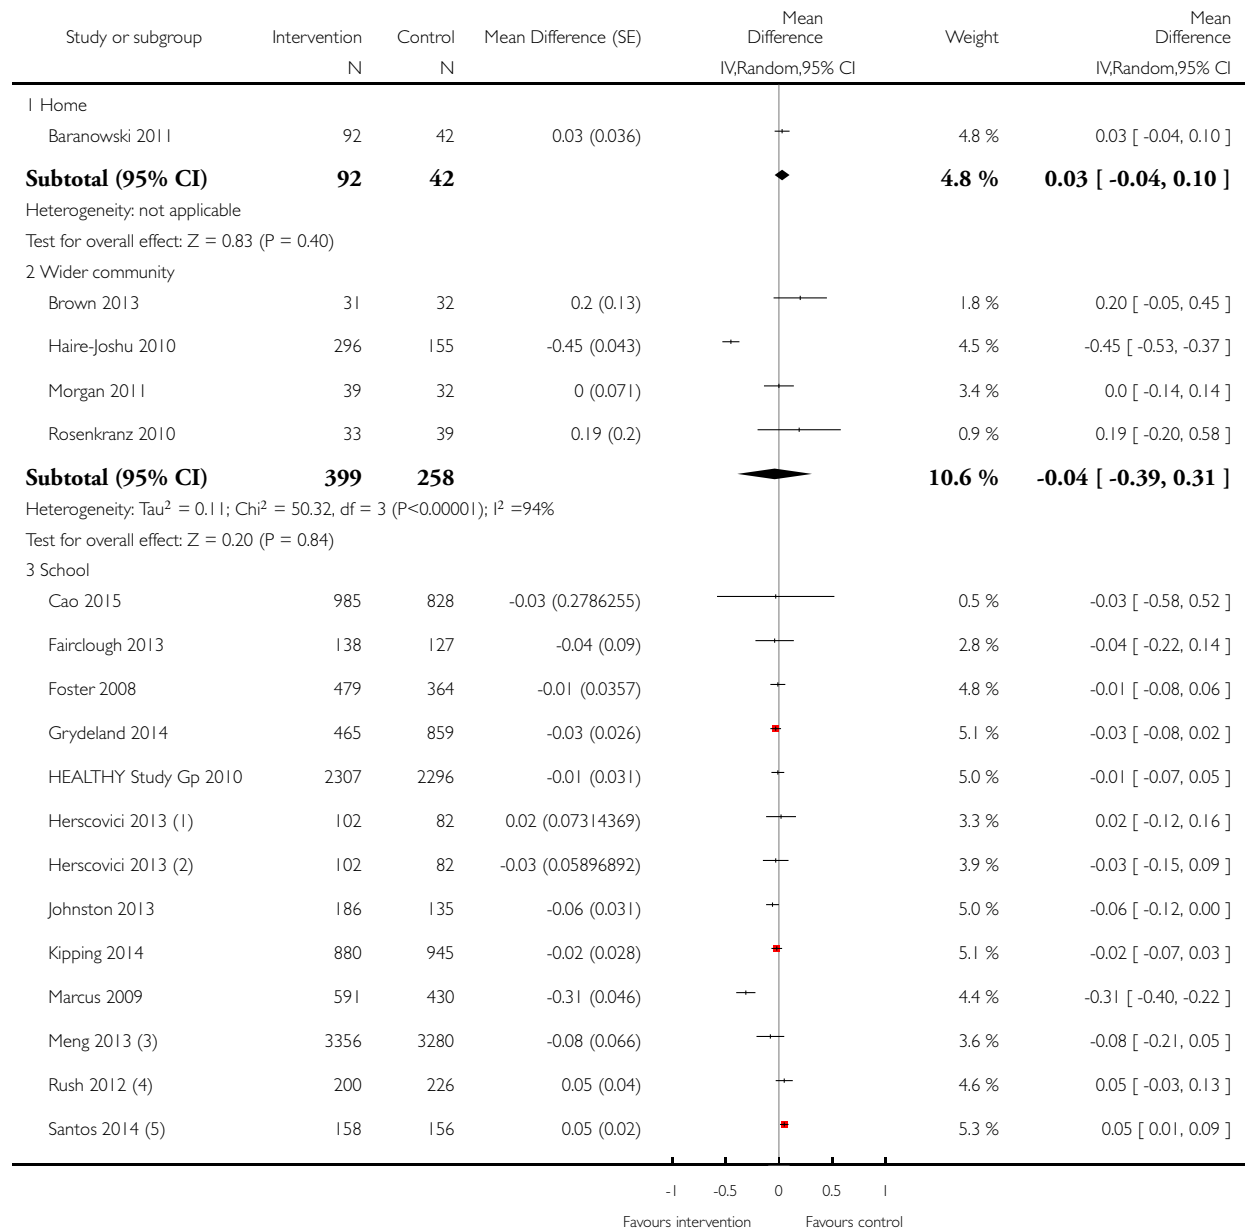 Study or subgroup Intervention Control Mean Difference (SE) Mean Difference Weight Mean Difference
N N IV,Random,95% CI IV,Random,95% CI
1 Home
Baranowski 2011 92 42 0.03 (0.036) 4.8 % 0.03 [ -0.04, 0.10 ]
Subtotal (95% CI) 92 42 4.8 % 0.03 [ -0.04, 0.10 ]
Heterogeneity: not applicable
Test for overall effect: Z = 0.83 (P = 0.40)
2 Wider community
Brown 2013 31 32 0.2 (0.13) 1.8 % 0.20 [ -0.05, 0.45 ]
Haire-Joshu 2010 296 155 -0.45 (0.043) 4.5 % -0.45 [ -0.53, -0.37 ]
Morgan 2011 39 32 0 (0.071) 3.4 % 0.0 [ -0.14, 0.14 ]
Rosenkranz 2010 33 39 0.19 (0.2) 0.9 % 0.19 [ -0.20, 0.58 ]
Subtotal (95% CI) 399 258 10.6 % -0.04 [ -0.39, 0.31 ]
Heterogeneity: Tau² = 0.11; Chi² = 50.32, df = 3 (P<0.00001); I² =94%
Test for overall effect: Z = 0.20 (P = 0.84)
3 School
Cao 2015 985 828 -0.03 (0.2786255) 0.5 % -0.03 [ -0.58, 0.52 ]
Fairclough 2013 138 127 -0.04 (0.09) 2.8 % -0.04 [ -0.22, 0.14 ]
Foster 2008 479 364 -0.01 (0.0357) 4.8 % -0.01 [ -0.08, 0.06 ]
Grydeland 2014 465 859 -0.03 (0.026) 5.1 % -0.03 [ -0.08, 0.02 ]
HEALTHY Study Gp 2010 2307 2296 -0.01 (0.031) 5.0 % -0.01 [ -0.07, 0.05 ]
Herscovici 2013 (1) 102 82 0.02 (0.07314369) 3.3 % 0.02 [ -0.12, 0.16 ]
Herscovici 2013 (2) 102 82 -0.03 (0.05896892) 3.9 % -0.03 [ -0.15, 0.09 ]
Johnston 2013 186 135 -0.06 (0.031) 5.0 % -0.06 [ -0.12, 0.00 ]
Kipping 2014 880 945 -0.02 (0.028) 5.1 % -0.02 [ -0.07, 0.03 ]
Marcus 2009 591 430 -0.31 (0.046) 4.4 % -0.31 [ -0.40, -0.22 ]
Meng 2013 (3) 3356 3280 -0.08 (0.066) 3.6 % -0.08 [ -0.21, 0.05 ]
Rush 2012 (4) 200 226 0.05 (0.04) 4.6 % 0.05 [ -0.03, 0.13 ]
Santos 2014 (5) 158 156 0.05 (0.02) 5.3 % 0.05 [ 0.01, 0.09 ]
-1 -0.5 0 0.5 1
Favours intervention Favours control